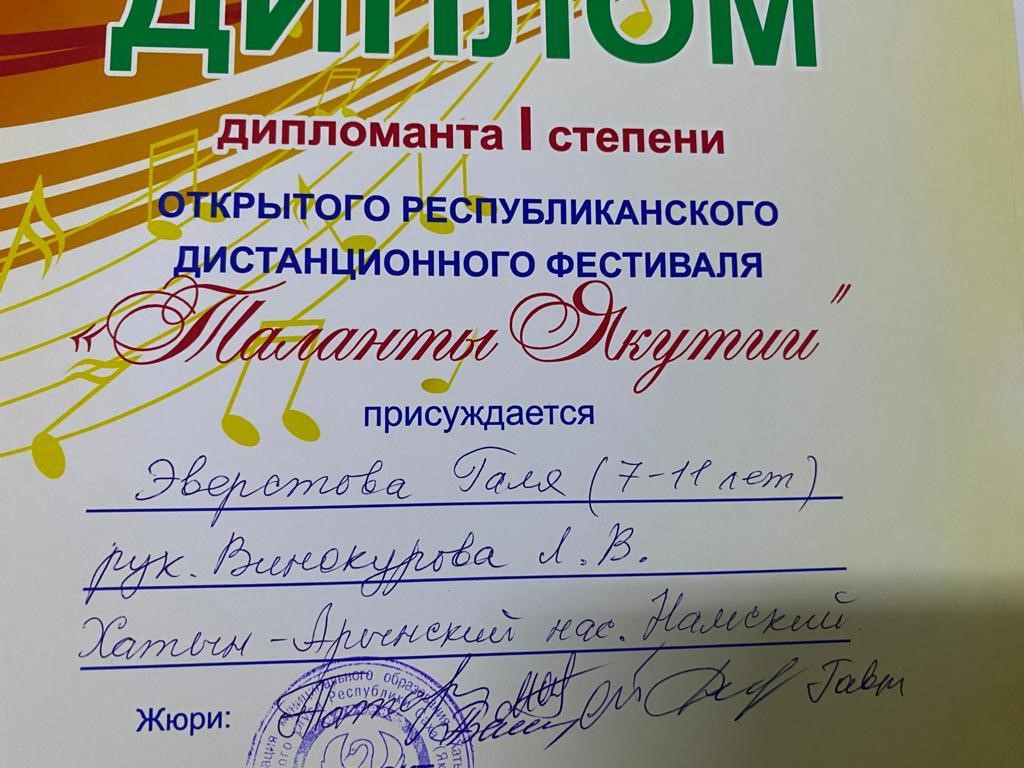 ДИПЛОМ
дипломанта I степени
ОТКРЫТОГО РЕСПУБЛИКАНСКОГО
ДИСТАНЦИОННОГО ФЕСТИВАЛЯ
«Таланты Якутии"
присуждается
Эверстова Галя (7-11 лет)
рук. Винокурова Л. В.
Хатын-Арынский нас. Намский
Жюри: